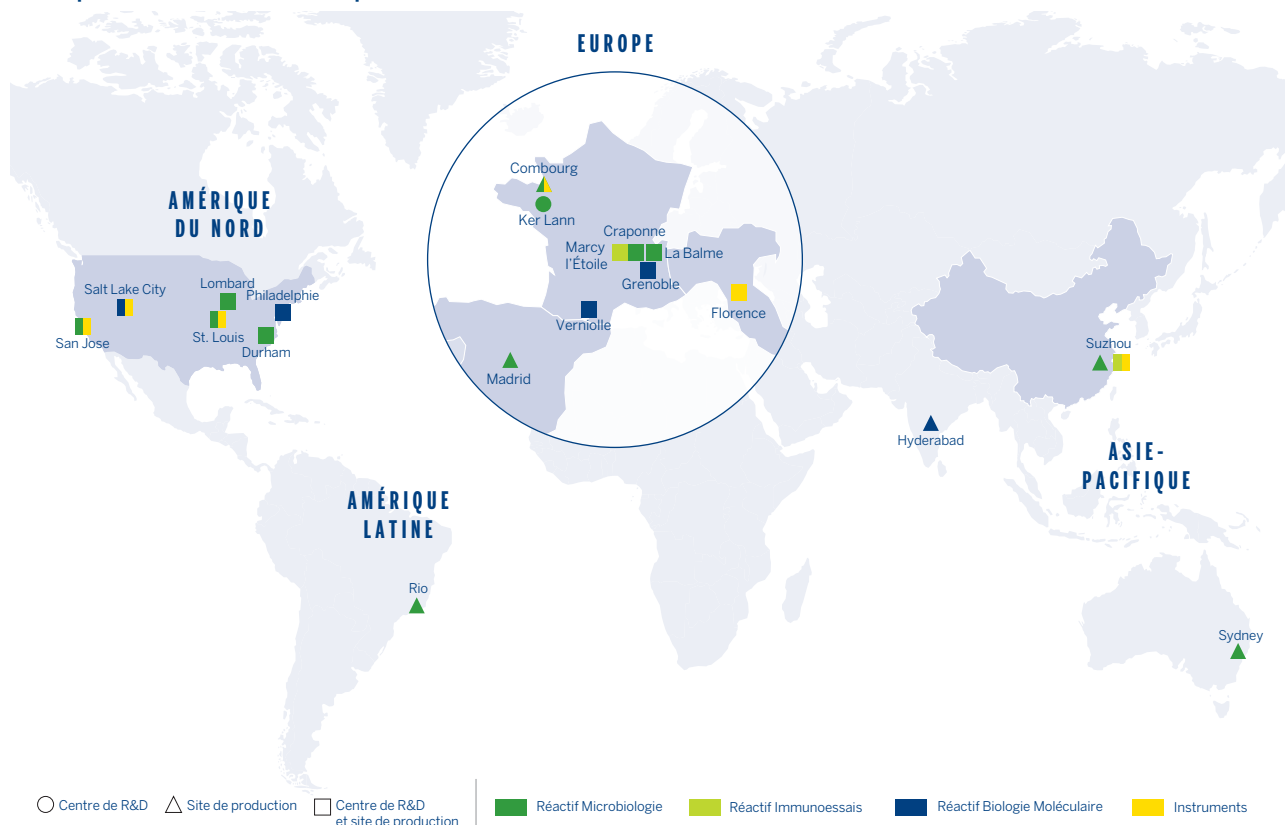 EUROPE
Combourg
Ker Lann
Craponne
Marcy
l'Étoile
La Balme
Grenoble
Verniolle
Florence
Madrid
AMÉRIQUE
DU NORD
Salt Lake City
Lombard
Philadelphie
San Jose
St. Louis
Durham
Suzhou
Hyderabad
ASIE-
PACIFIQUE
AMÉRIQUE
LATINE
Rio
Sydney
Centre de R&D
Site de production
Centre de R&D
et site de production
Réactif Microbiologie
Réactif Immunoessais
Réactif Biologie Moléculaire
Instruments